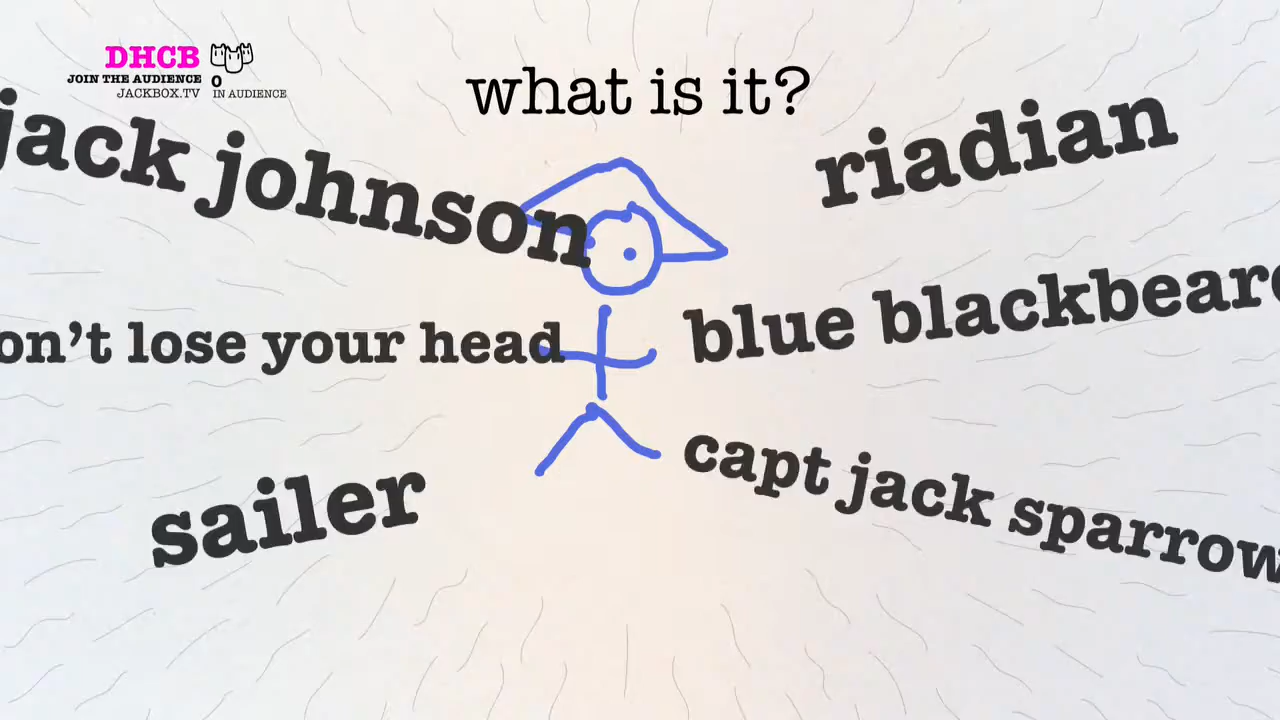 DHCB
JOIN THE AUDIENCE
JACKBOX.TV
0
IN AUDIENCE
what is it?
jack johnson
riadian
on’t lose your head
blue blackbeard
sailer
capt jack sparrow